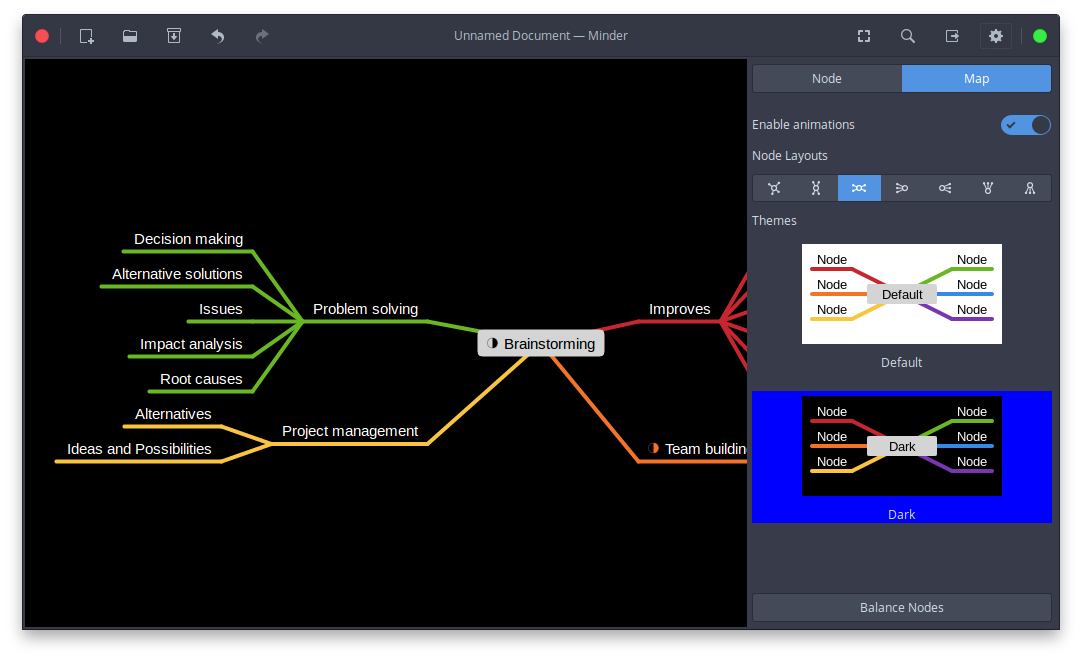 Unnamed Document — Minder
Node
Map
Enable animations
Node Layouts
Themes
Node
Node
Node
Default
Node
Node
Node
Default
Node
Node
Node
Dark
Node
Node
Node
Dark
Balance Nodes
Decision making
Alternative solutions
Issues
Impact analysis
Root causes
Problem solving
Alternatives
Ideas and Possibilities
Project management
Brainstorming
Improves
Team buildin